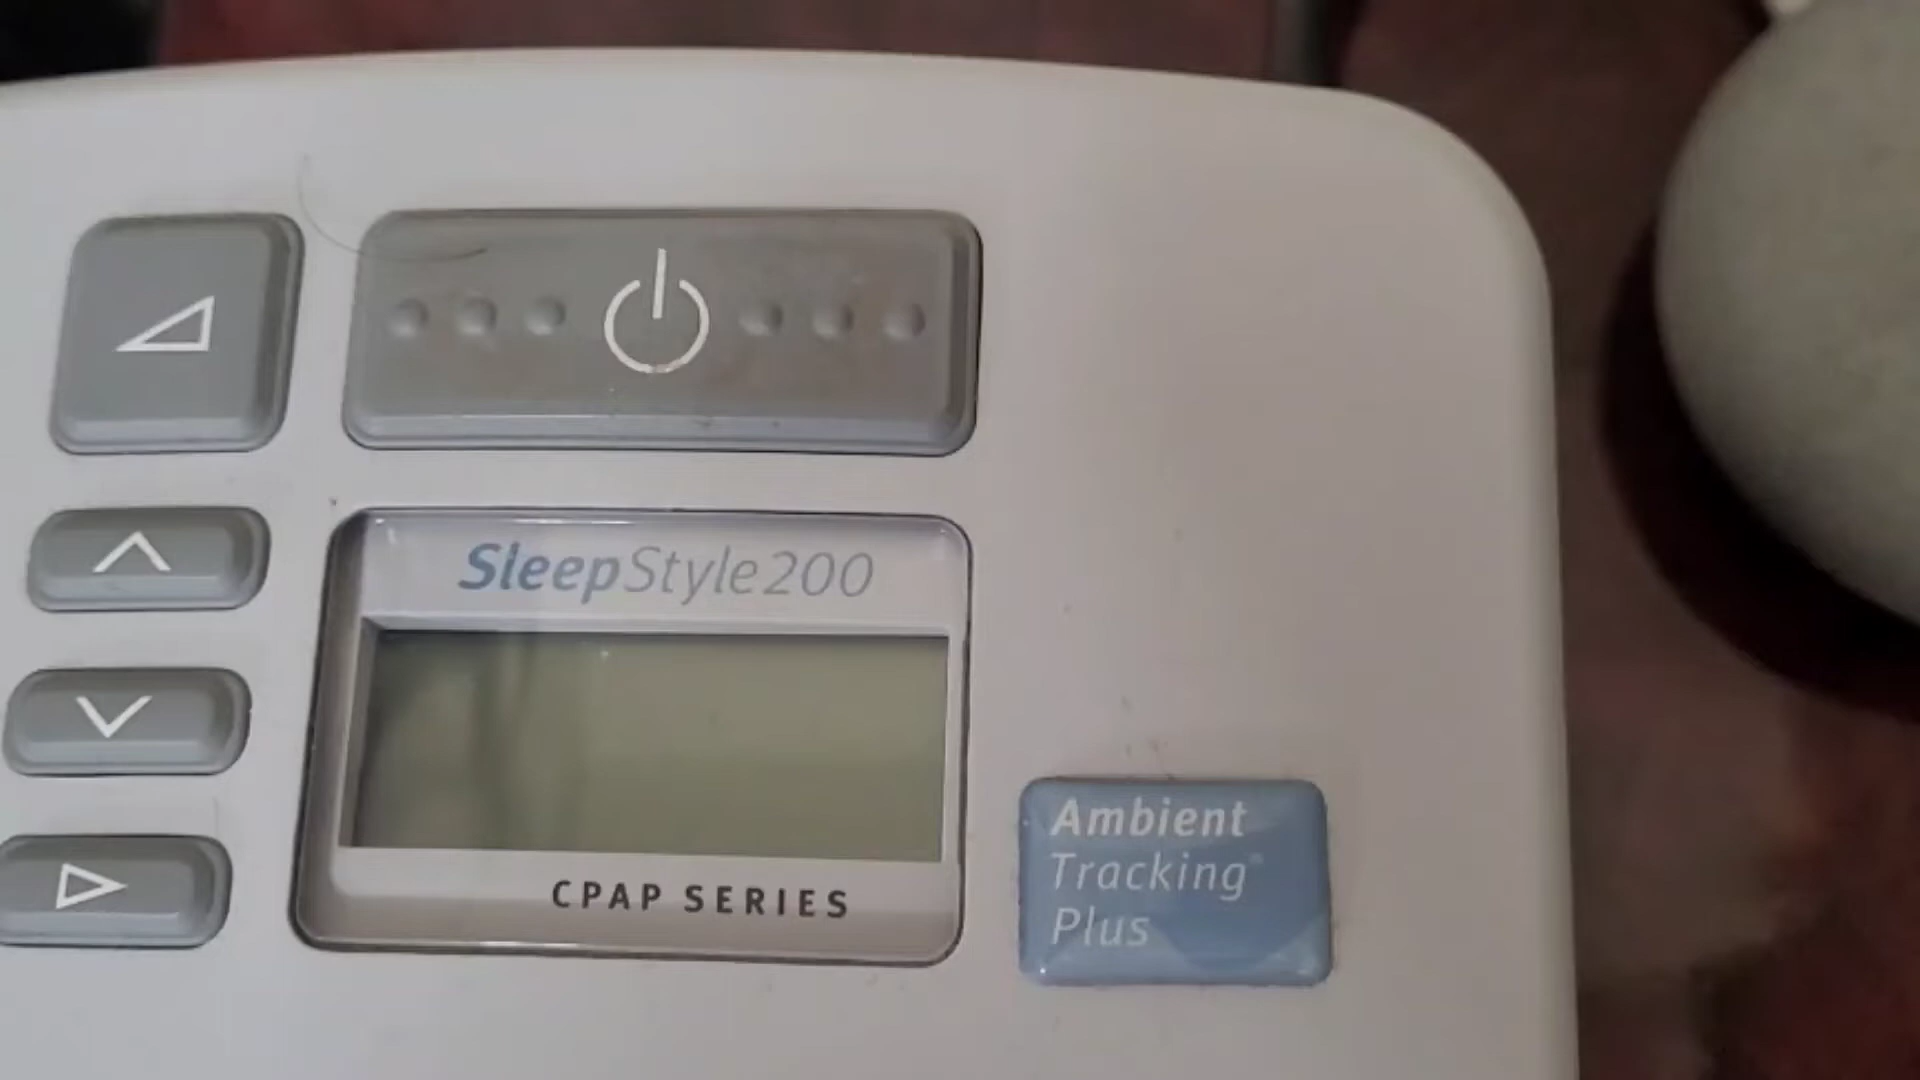 SleepStyle200
CPAP SERIES
Ambient
Tracking
Plus